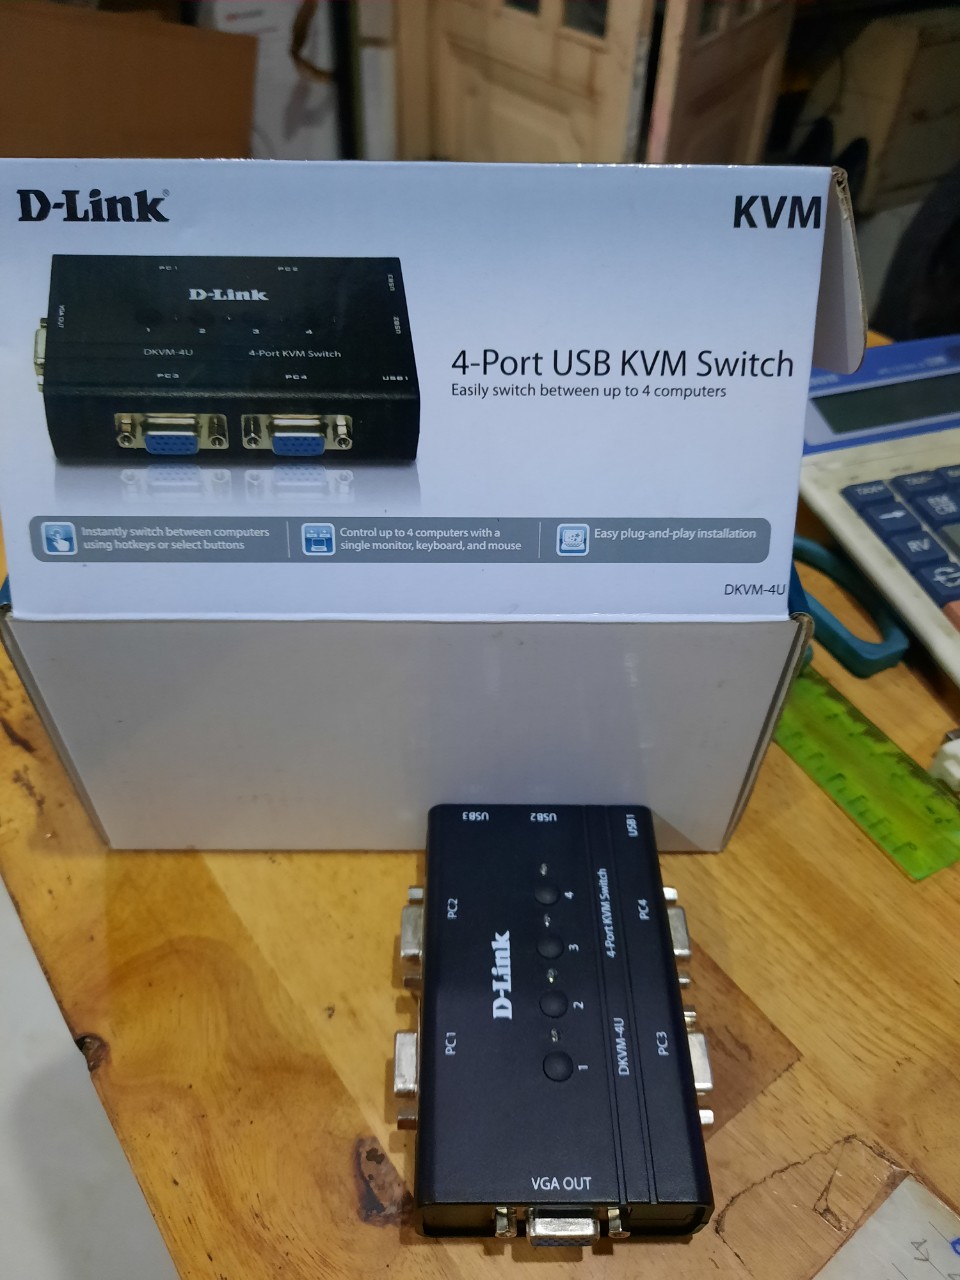 D-Link®
KVM
PC1
PC2
USB3
USB2
VGA OUT
D-Link
1
2
3
4
DKVM-4U
4-Port KVM Switch
PC3
PC4
USB1
4-Port USB KVM Switch
Easily switch between up to 4 computers
Instantly switch between computers
using hotkeys or select buttons
Control up to 4 computers with a
single monitor, keyboard, and mouse
Easy plug-and-play installation
DKVM-4U
RV
USB3
USB2
USB1
PC2
PC4
4
3
2
1
D-Link
4-Port KVM Switch
DKVM-4U
PC1
PC3
VGA OUT